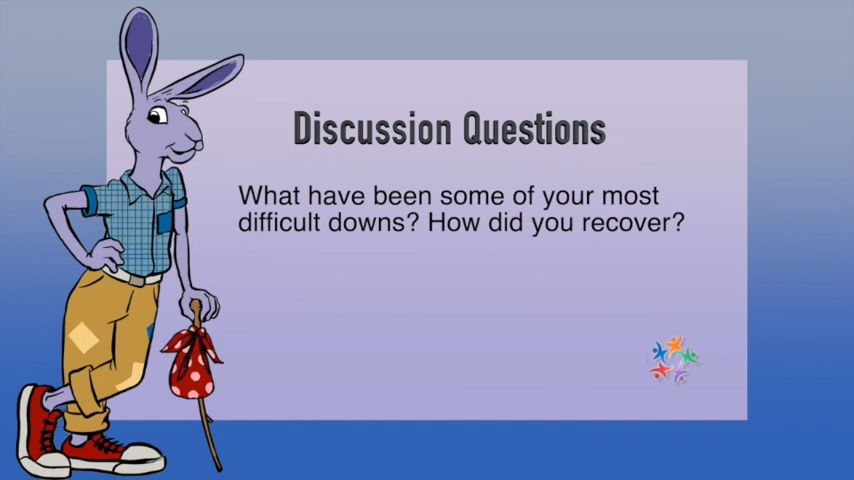 Discussion Questions
What have been some of your most
difficult downs? How did you recover?